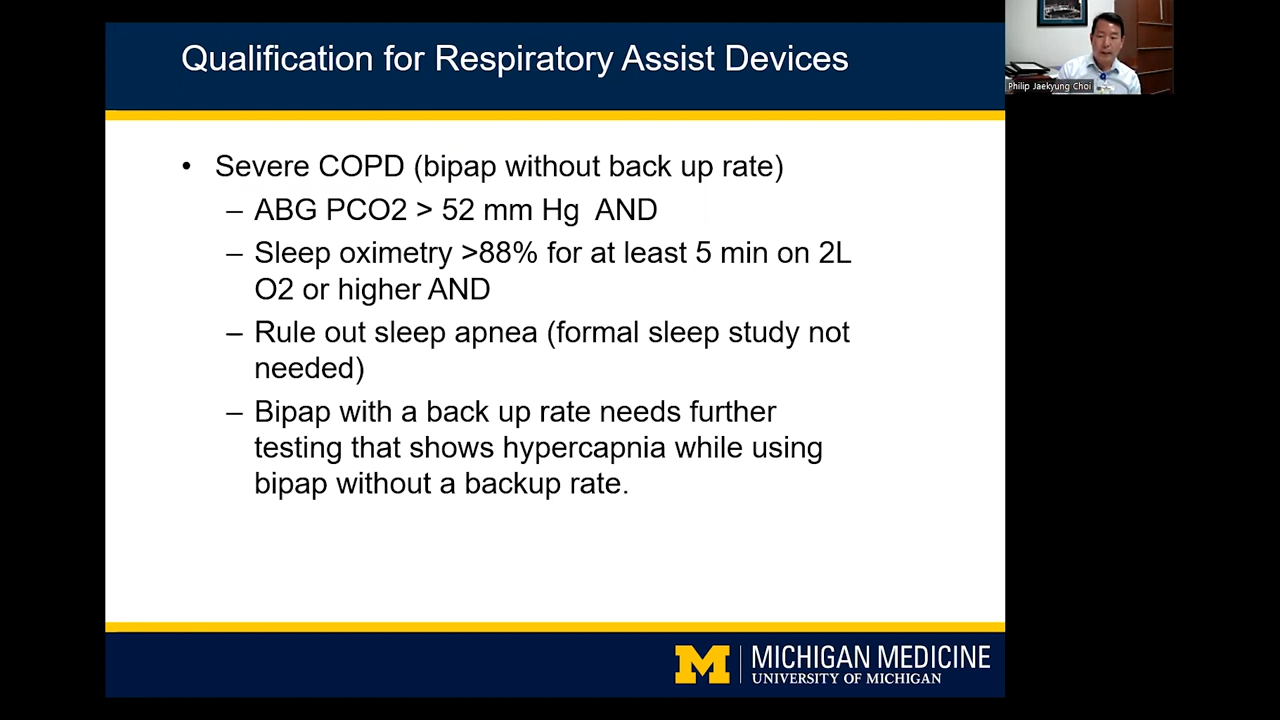 Qualification for Respiratory Assist Devices
Philip Jaekyung Choi
• Severe COPD (bipap without back up rate)
– ABG PCO2 > 52 mm Hg  AND
– Sleep oximetry >88% for at least 5 min on 2L
O2 or higher AND
– Rule out sleep apnea (formal sleep study not
needed)
– Bipap with a back up rate needs further
testing that shows hypercapnia while using
bipap without a backup rate.
M
MICHIGAN MEDICINE
UNIVERSITY OF MICHIGAN